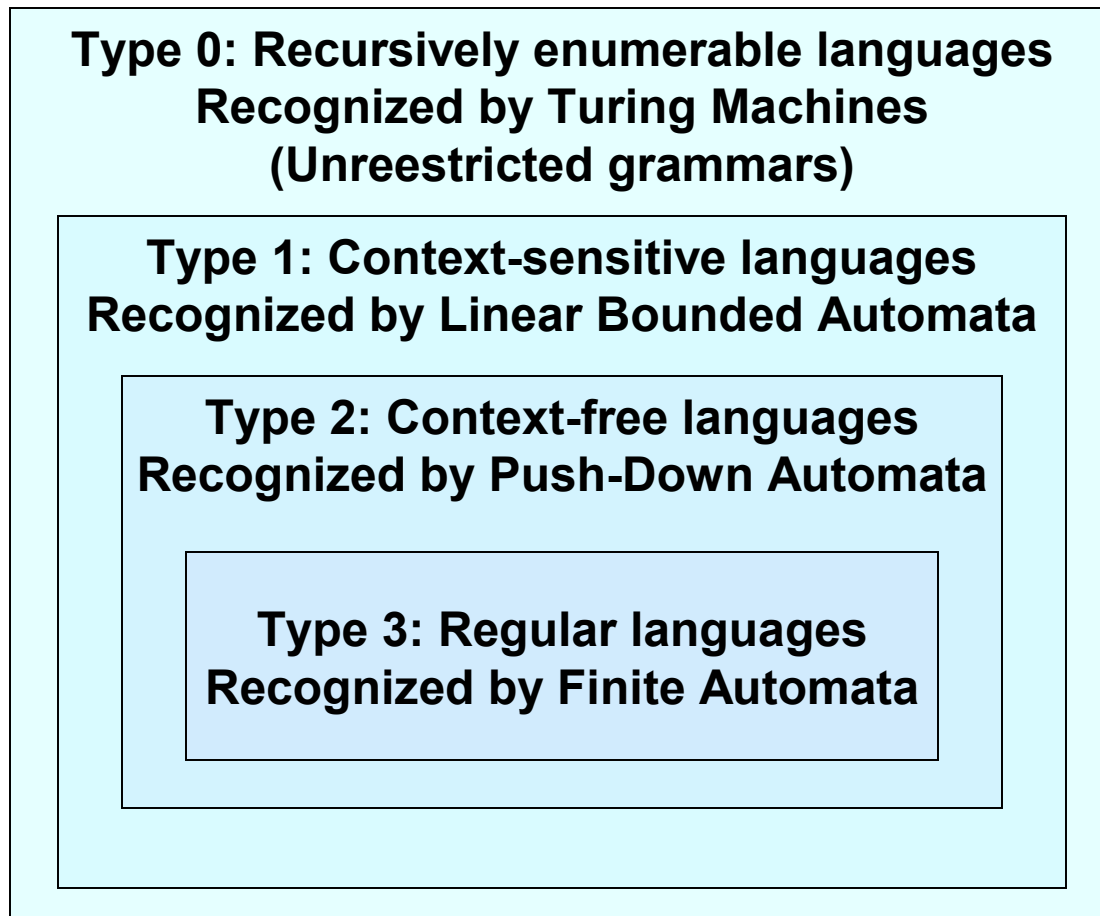 Type 0: Recursively enumerable languages
Recognized by Turing Machines
(Unreestricted grammars)
Type 1: Context-sensitive languages
Recognized by Linear Bounded Automata
Type 2: Context-free languages
Recognized by Push-Down Automata
Type 3: Regular languages
Recognized by Finite Automata